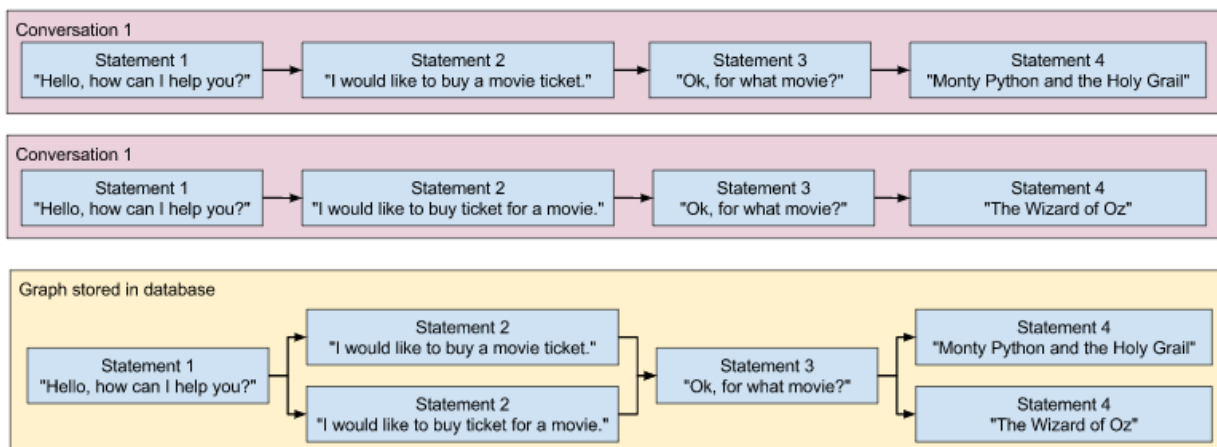 Conversation 1
Statement 1
"Hello, how can I help you?"
Statement 2
"I would like to buy a movie ticket."
Statement 3
"Ok, for what movie?"
Statement 4
"Monty Python and the Holy Grail"
Conversation 1
Statement 1
"Hello, how can I help you?"
Statement 2
"I would like to buy ticket for a movie."
Statement 3
"Ok, for what movie?"
Statement 4
"The Wizard of Oz"
Graph stored in database
Statement 1
"Hello, how can I help you?"
Statement 2
"I would like to buy a movie ticket."
Statement 2
"I would like to buy ticket for a movie."
Statement 3
"Ok, for what movie?"
Statement 4
"Monty Python and the Holy Grail"
Statement 4
"The Wizard of Oz"